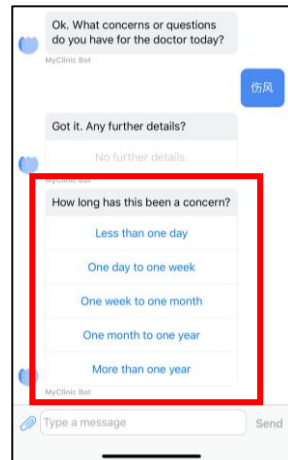 Ok. What concerns or questions
do you have for the doctor today?
MyClinic Bot
伤风
Got it. Any further details?
No further details.
MyClinic Bot
How long has this been a concern?
Less than one day
One day to one week
One week to one month
One month to one year
More than one year
MyClinic Bot
Type a message
Send